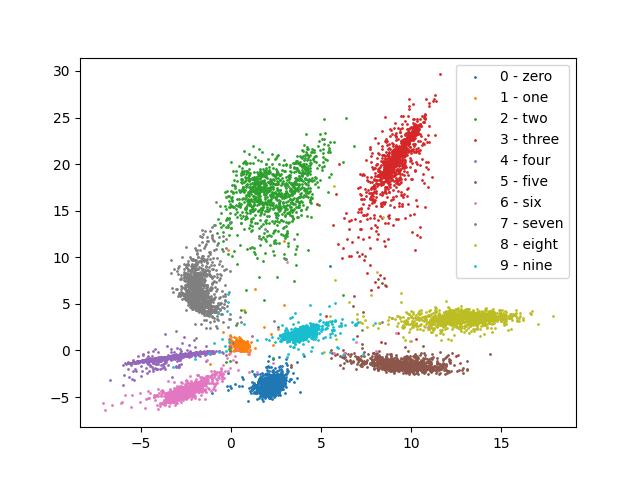 30
25
20
15
10
5
0
−5
−5
0
5
10
15
0 - zero
1 - one
2 - two
3 - three
4 - four
5 - five
6 - six
7 - seven
8 - eight
9 - nine